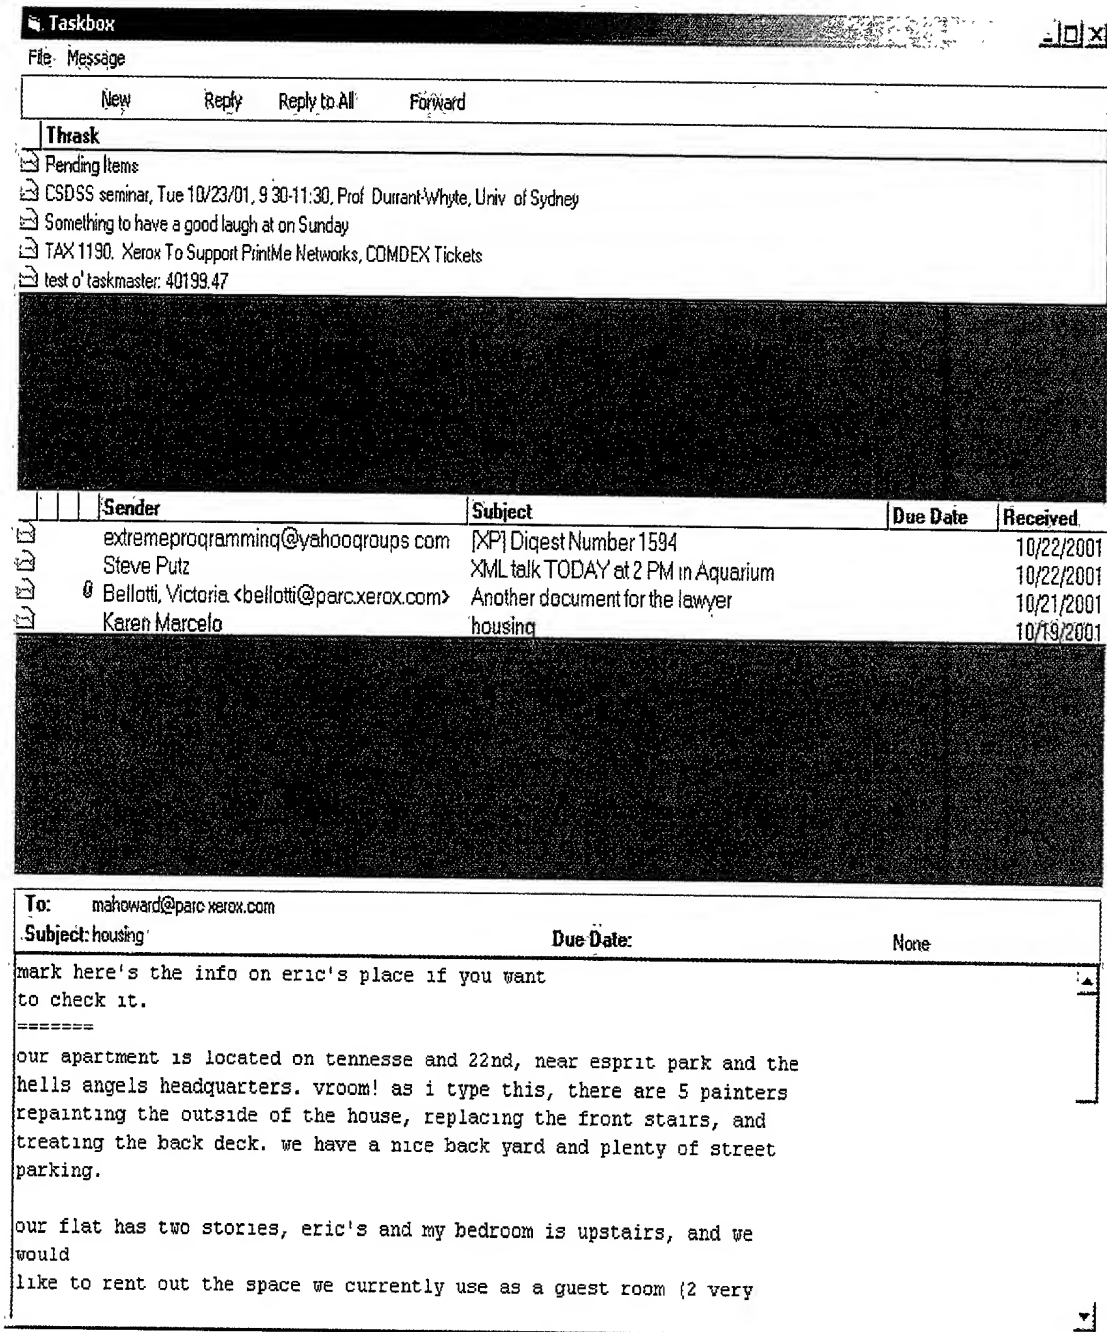 Taskbox
File Message
New Reply Reply to All Forward
Thrask
Pending Items
CSDSS seminar, Tue 10/23/01, 9 30-11:30, Prof Durrant-Whyte, Univ of Sydney
Something to have a good laugh at on Sunday
TAX 1190. Xerox To Support PrintMe Networks, COMDEX Tickets
test o' taskmaster: 40199.47
Sender Subject Due Date Received
extremeprogramming@yahoogroups com [XP] Digest Number 1594 10/22/2001
Steve Putz XML talk TODAY at 2 PM in Aquarium 10/22/2001
Bellotti, Victoria <bellotti@parc.xerox.com> Another document for the lawyer 10/21/2001
Karen Marcelo housing 10/19/2001
To: mahoward@parc xerox.com
Subject: housing Due Date: None
mark here's the info on eric's place if you want
to check it.
=======
our apartment is located on tennesse and 22nd, near esprit park and the
hells angels headquarters. vroom! as i type this, there are 5 painters
repainting the outside of the house, replacing the front stairs, and
treating the back deck. we have a nice back yard and plenty of street
parking.
our flat has two stories, eric's and my bedroom is upstairs, and we
would
like to rent out the space we currently use as a guest room (2 very